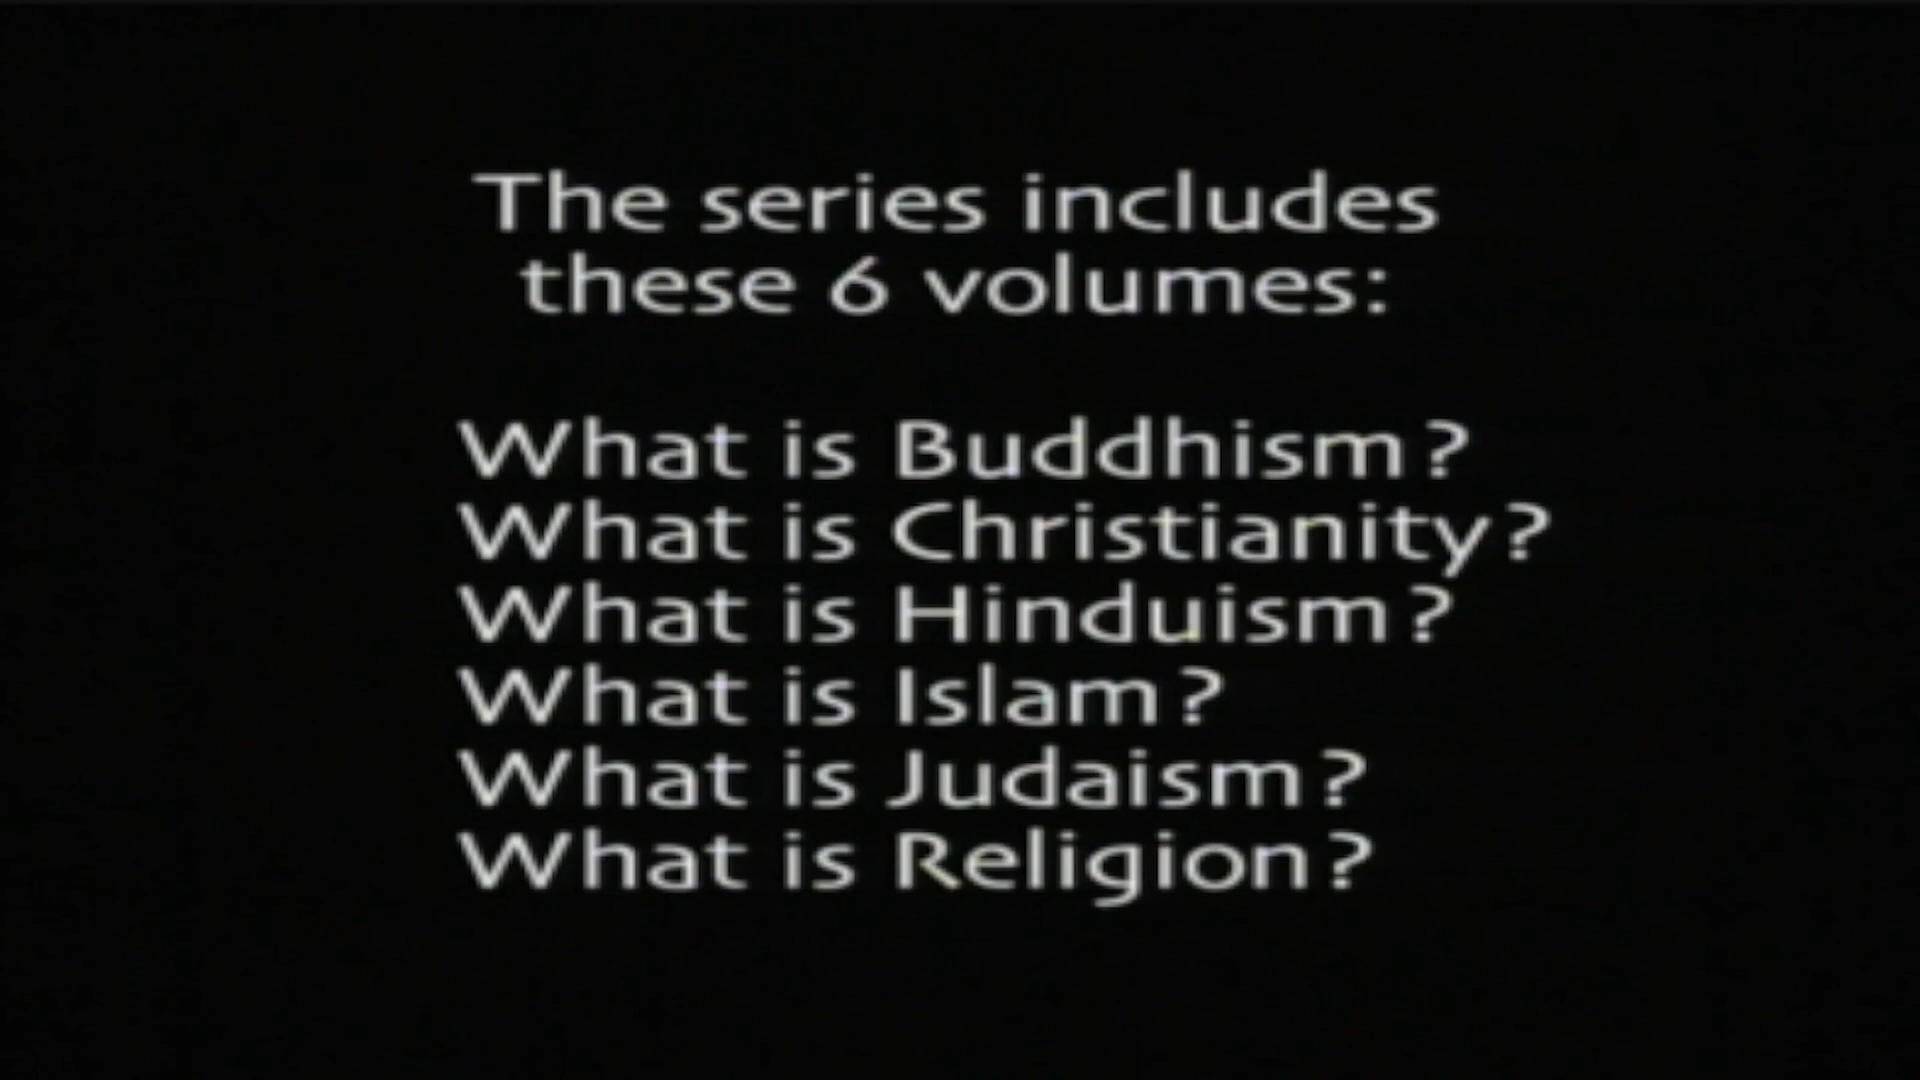 The series includes
these 6 volumes:
What is Buddhism?
What is Christianity?
What is Hinduism?
What is Islam?
What is Judaism?
What is Religion?